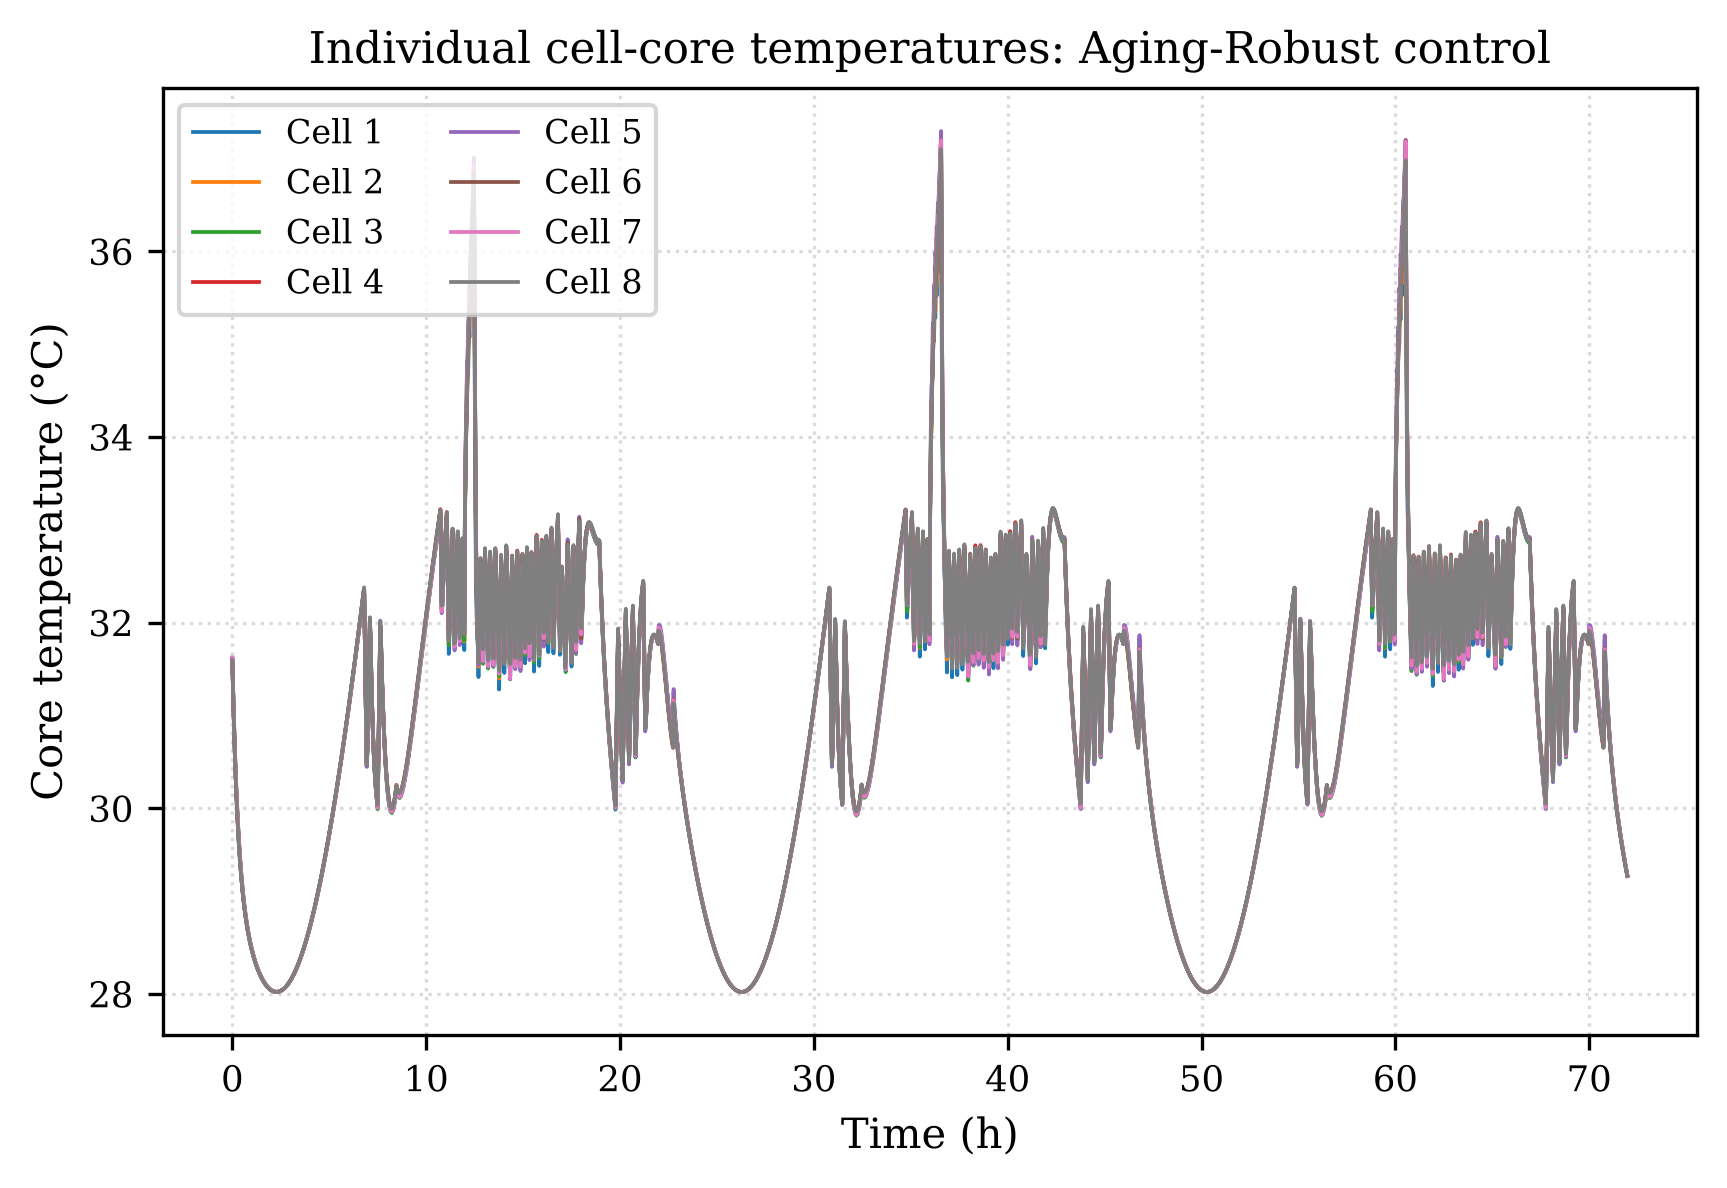 Individual cell-core temperatures: Aging-Robust control
Cell 1
Cell 2
Cell 3
Cell 4
Cell 5
Cell 6
Cell 7
Cell 8
Core temperature (°C)
36
34
32
30
28
0 10 20 30 40 50 60 70
Time (h)